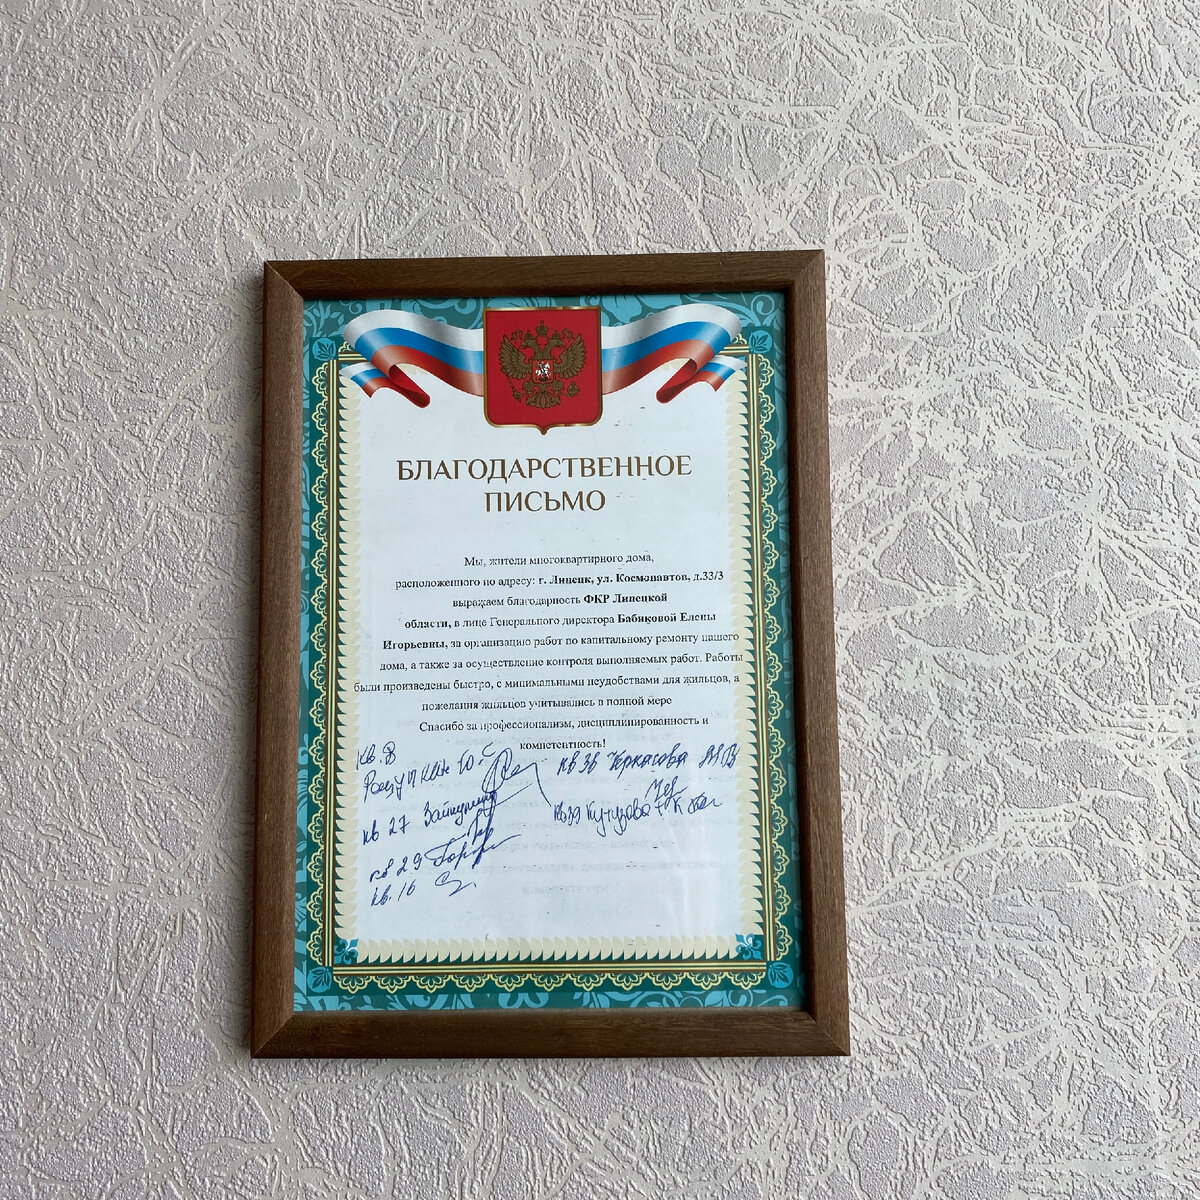 БЛАГОДАРСТВЕННОЕ
ПИСЬМО
Мы, жители многоквартирного дома,
расположенного по адресу: г. Липецк, ул. Космонавтов, д.33/3
выражаем благодарность ФКР Липецкой
области, в лице Генерального директора Бабиковой Елены
Игорьевны, за организацию работ по капитальному ремонту нашего
дома, а также за осуществление контроля выполняемых работ. Работы
были произведены быстро, с минимальными неудобствами для жильцов, а
пожелания жильцов учитывались в полной мере
Спасибо за профессионализм, дисциплинированность и
компетентность!
кв. 8
кв 38 Черкасова М В
кв 27
кв 39 Кутузова
кв 29
кв. 16